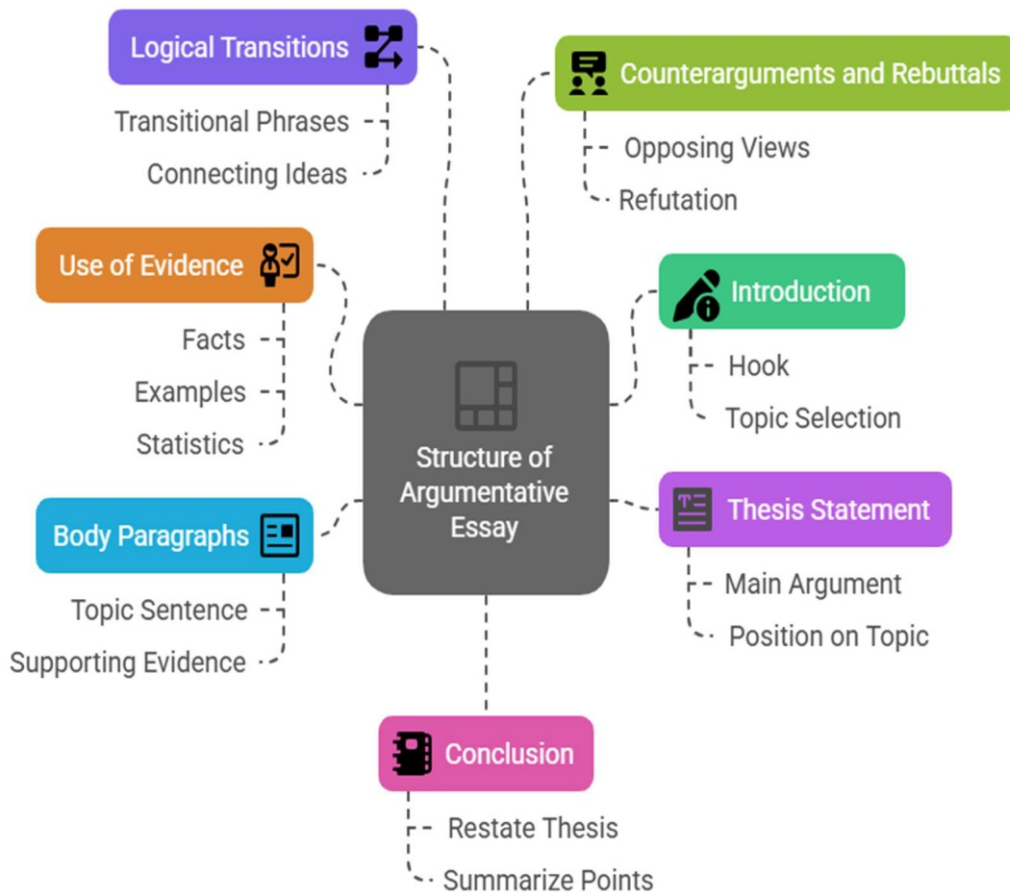 Logical Transitions
Transitional Phrases
Connecting Ideas
Counterarguments and Rebuttals
Opposing Views
Refutation
Use of Evidence
Facts
Examples
Statistics
Introduction
Hook
Topic Selection
Structure of
Argumentative
Essay
Body Paragraphs
Topic Sentence
Supporting Evidence
Thesis Statement
Main Argument
Position on Topic
Conclusion
Restate Thesis
Summarize Points